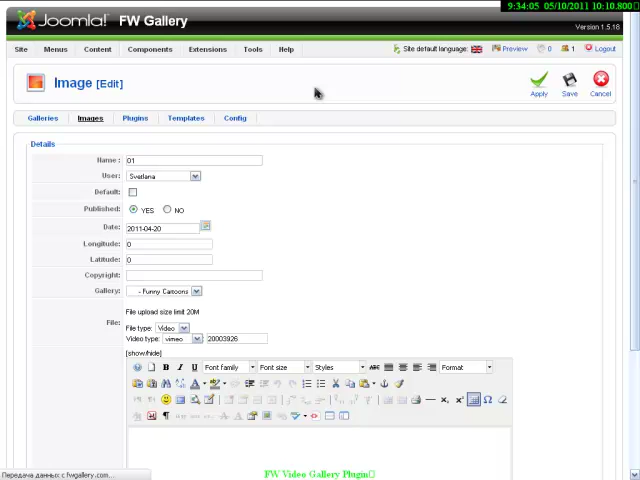 9:34:05 05/10/2011 10:10.800
Joomla! FW Gallery
Version 1.5.18
Site Menus Content Components Extensions Tools Help Site default language: Preview 0 1 Logout
Image [Edit]
Apply Save Cancel
Galleries Images Plugins Templates Config
Details
Name : 01
User: Svetlana
Default:
Published: YES NO
Date: 2011-04-20
Longitude: 0
Latitude: 0
Copyright:
Gallery: - Funny Cartoons
File upload size limit 20M
File:
File type: Video
Video type: vimeo 20003926
[show/hide]
B I U Font family Font size Styles ABC Format
FW Video Gallery Plugin
Передача данных с fwgallery.com...